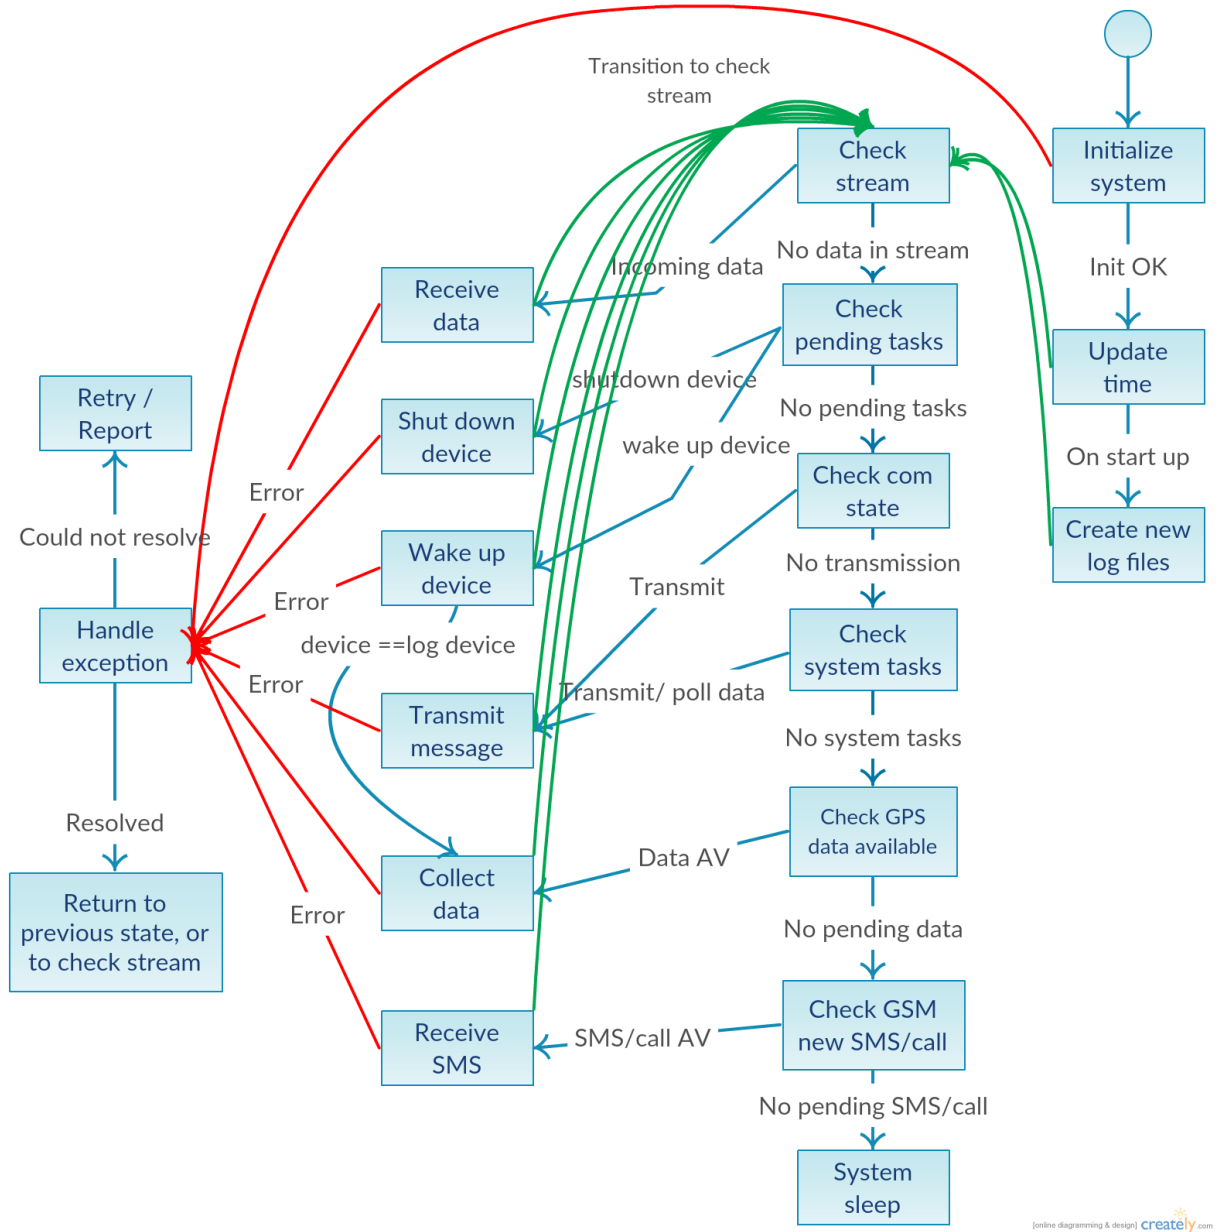 Transition to check
stream
Check
stream
Initialize
system
Incoming data
No data in stream
Init OK
Receive
data
Check
pending tasks
Update
time
Retry /
Report
shutdown device
No pending tasks
Shut down
device
wake up device
On start up
Error
Check com
state
Create new
log files
Could not resolve
Wake up
device
No transmission
Transmit
Error
Handle
exception
device ==log device
Check
system tasks
Error
Transmit/ poll data
Transmit
message
No system tasks
Resolved
Check GPS
data available
Data AV
Collect
data
Return to
previous state, or
to check stream
Error
No pending data
Receive
SMS
SMS/call AV
Check GSM
new SMS/call
No pending SMS/call
System
sleep
[online diagramming & design] creately.com